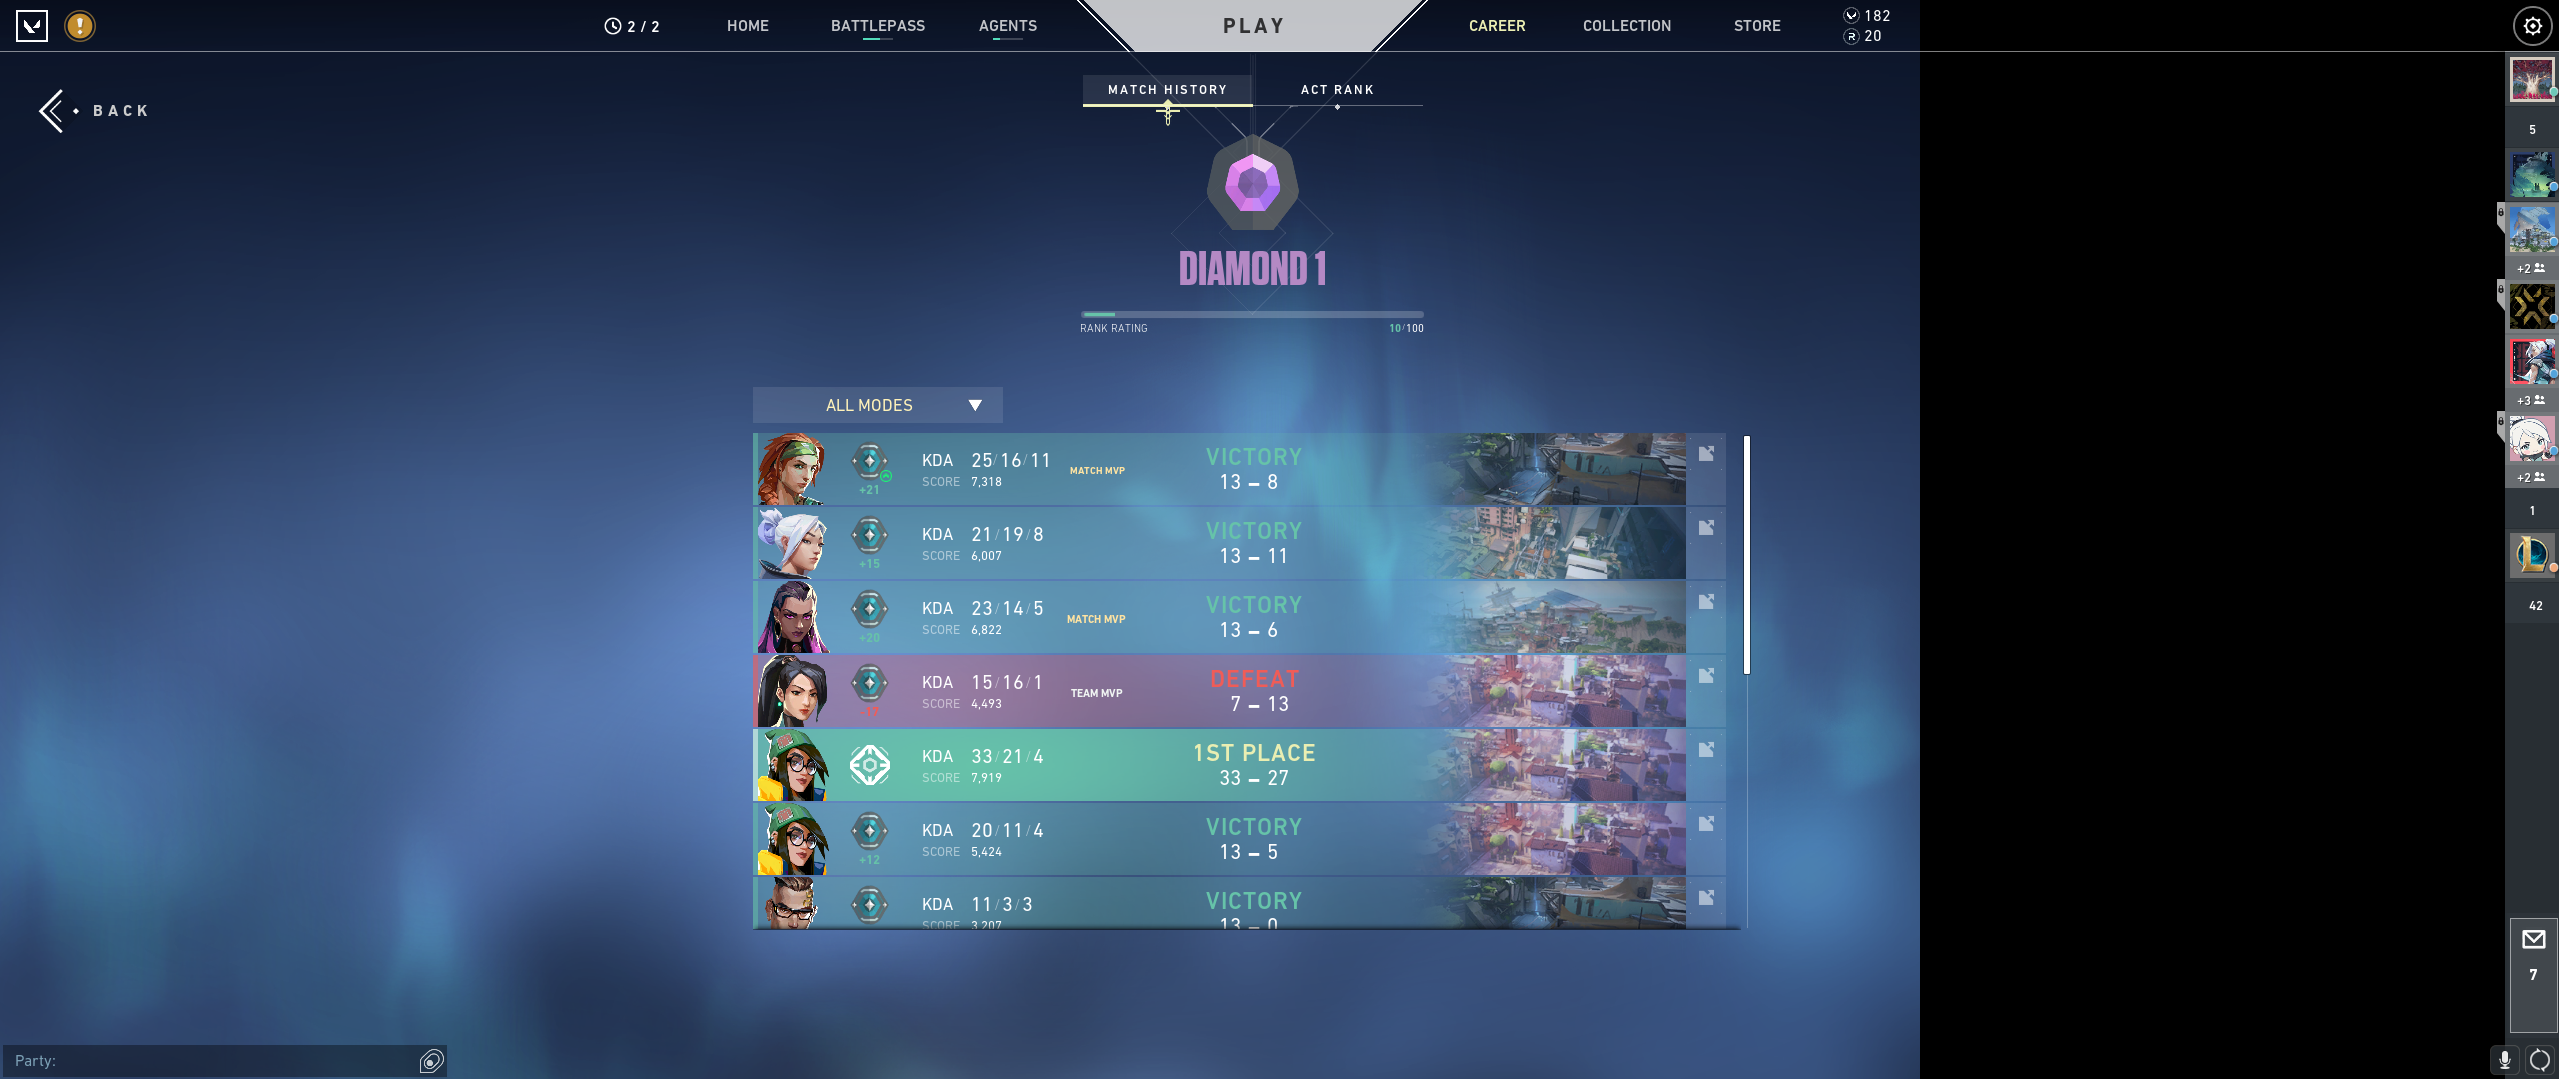 2 / 2
HOME
BATTLEPASS
AGENTS
PLAY
CAREER
COLLECTION
STORE
182
R 20
BACK
MATCH HISTORY
ACT RANK
DIAMOND 1
RANK RATING
10/100
ALL MODES
+21
KDA 25/16/11
SCORE 7,318
MATCH MVP
VICTORY
13 – 8
+15
KDA 21/19/8
SCORE 6,007
VICTORY
13 – 11
+20
KDA 23/14/5
SCORE 6,822
MATCH MVP
VICTORY
13 – 6
KDA 15/16/1
SCORE 4,493
TEAM MVP
DEFEAT
7 – 13
KDA 33/21/4
SCORE 7,919
1ST PLACE
33 – 27
+12
KDA 20/11/4
SCORE 5,424
VICTORY
13 – 5
KDA 11/3/3
SCORE 3,207
VICTORY
13 – 0
5
+2
+3
+2
1
42
7
Party: